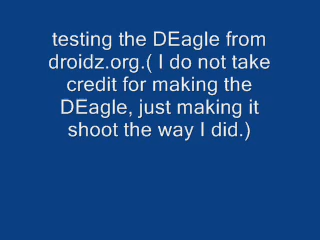 testing the DEagle from
droidz.org.( I do not take
credit for making the
DEagle, just making it
shoot the way I did.)